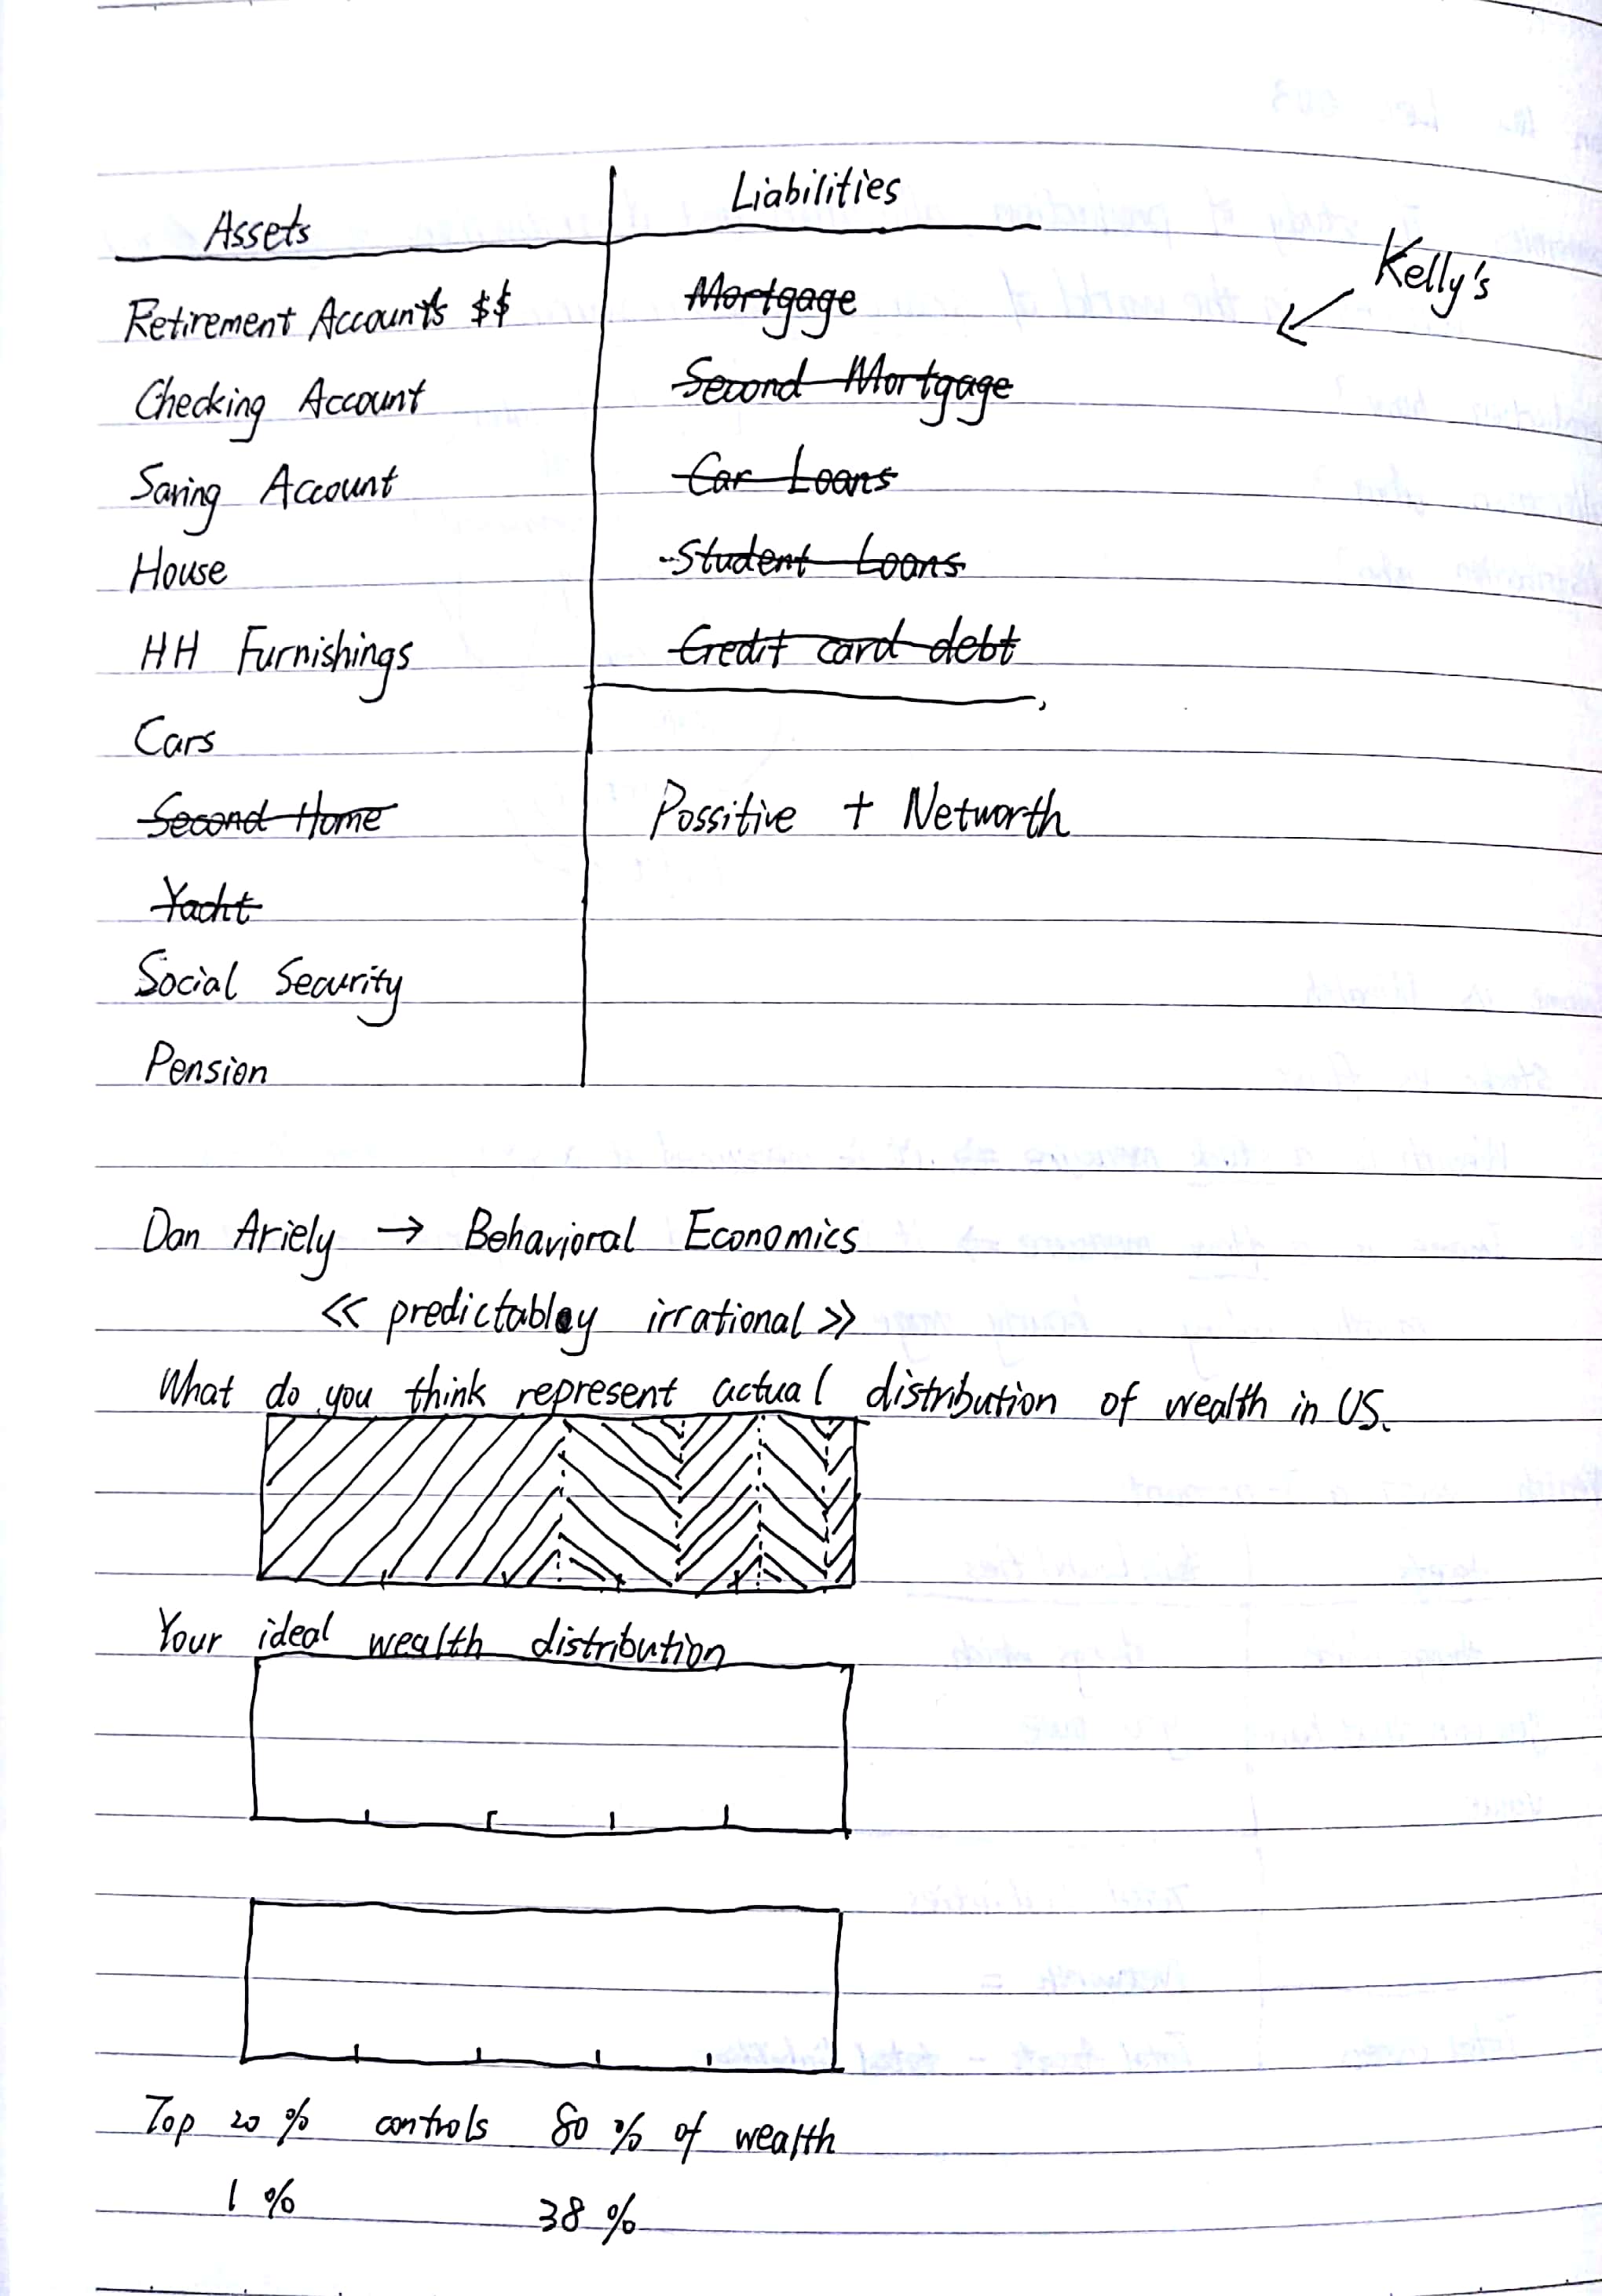 Assets | Liabilities
Kelly's
Retirement Accounts $$ | ~~Mortgage~~
Checking Account | ~~Second Mortgage~~
Saving Account | ~~Car Loans~~
House | ~~Student Loans~~
HH Furnishings | ~~Credit card debt~~
Cars
~~Second Home~~ | Possitive + Networth
~~Yacht~~
Social Security
Pension
Dan Ariely → Behavioral Economics
<< predictabley irrational >>
What do you think represent actual distribution of wealth in US.
Your ideal wealth distribution
Top 20 % controls 80 % of wealth
1 % 38 %